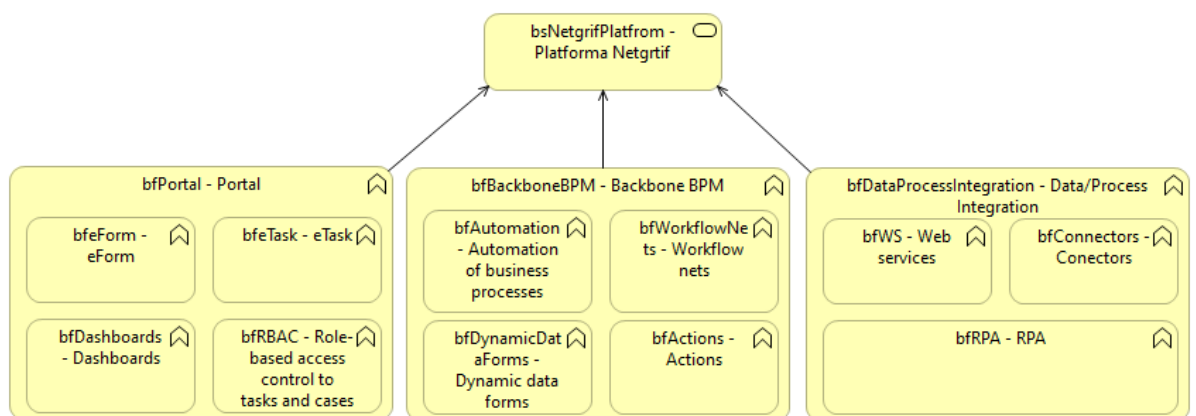 bsNetgrifPlatfrom -
Platforma Netgrtif
bfPortal - Portal
bfeForm -
eForm
bfeTask - eTask
bfDashboards
- Dashboards
bfRBAC - Role-
based access
control to
tasks and cases
bfBackboneBPM - Backbone BPM
bfAutomation
- Automation
of business
processes
bfWorkflowNe
ts - Workflow
nets
bfDynamicDat
aForms -
Dynamic data
forms
bfActions -
Actions
bfDataProcessIntegration - Data/Process
Integration
bfWS - Web
services
bfConnectors -
Conectors
bfRPA - RPA